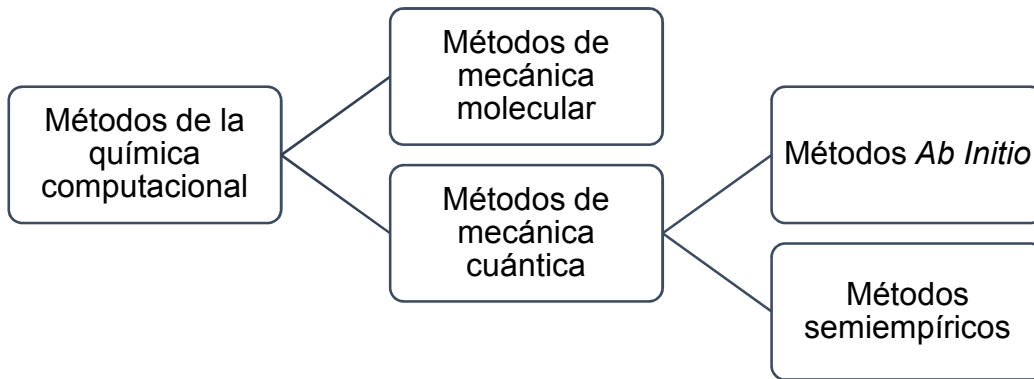 Métodos de la
química
computacional
Métodos de
mecánica
molecular
Métodos de
mecánica
cuántica
Métodos Ab Initio
Métodos
semiempíricos